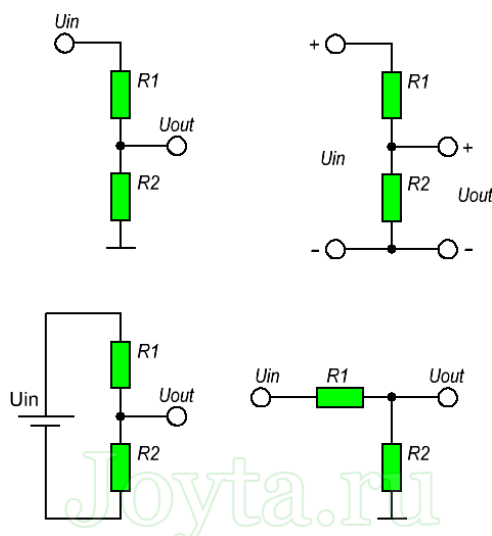 Uin
R1
Uout
R2
+
R1
Uin
+
R2
Uout
-
-
R1
Uin
Uout
R2
Uin
R1
Uout
R2
Joyta.ru